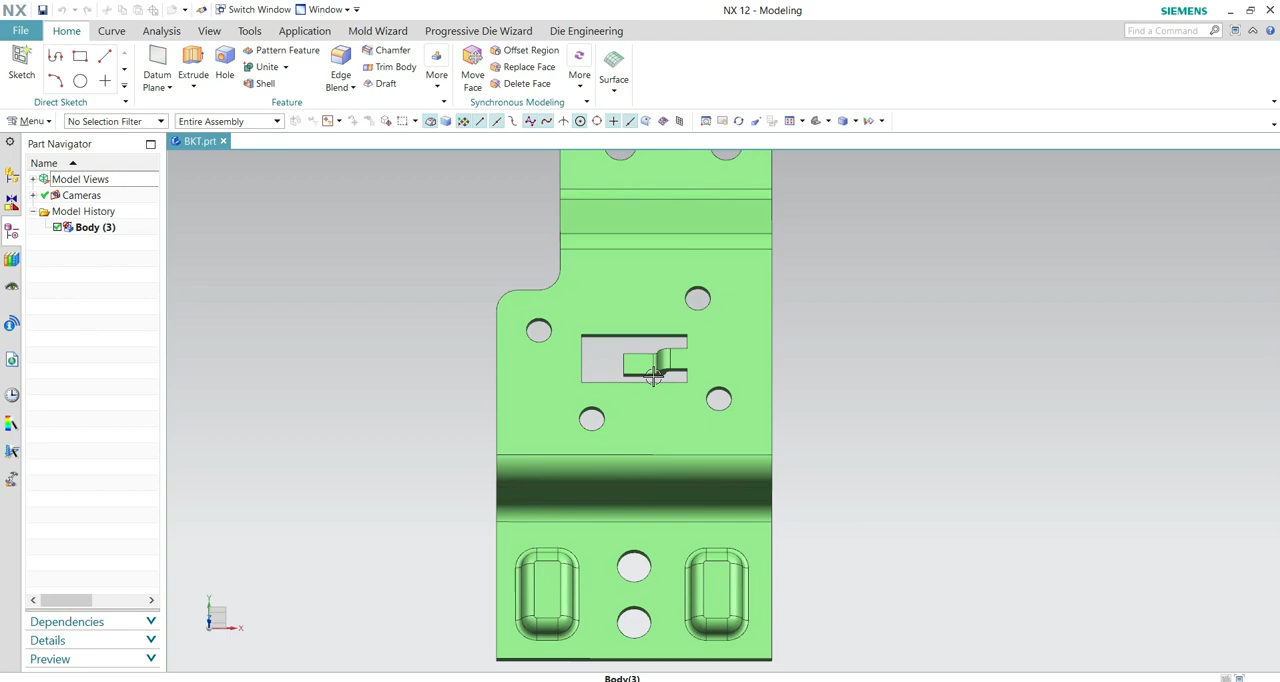 NX
Switch Window
Window
NX 12 - Modeling
SIEMENS
File
Home
Curve
Analysis
View
Tools
Application
Mold Wizard
Progressive Die Wizard
Die Engineering
Find a Command
Sketch
Direct Sketch
Datum Plane
Extrude
Hole
Pattern Feature
Unite
Shell
Edge Blend
Chamfer
Trim Body
Draft
More
Feature
Move Face
Offset Region
Replace Face
Delete Face
More
Synchronous Modeling
Surface
Menu
No Selection Filter
Entire Assembly
Part Navigator
BKT.prt
Name
Model Views
Cameras
Model History
Body (3)
Dependencies
Details
Preview
Y
X
Body(3)